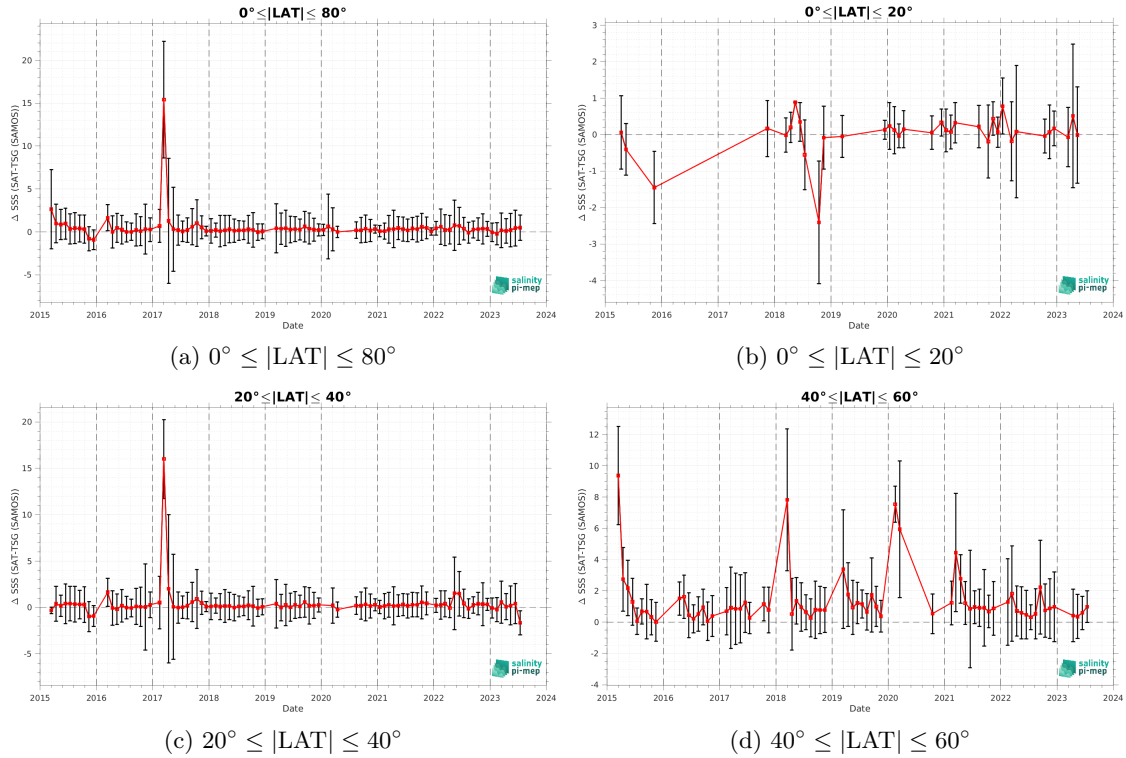 0°≤|LAT|≤ 80°
Δ SSS (SAT-TSG (SAMOS))
20
15
10
5
0
-5
2015 2016 2017 2018 2019 2020 2021 2022 2023 2024
Date
salinity
pi-mep
(a) 0° ≤ |LAT| ≤ 80°
0°≤|LAT|≤ 20°
Δ SSS (SAT-TSG (SAMOS))
3
2
1
0
-1
-2
-3
-4
2015 2016 2017 2018 2019 2020 2021 2022 2023 2024
Date
salinity
pi-mep
(b) 0° ≤ |LAT| ≤ 20°
20°≤|LAT|≤ 40°
Δ SSS (SAT-TSG (SAMOS))
20
15
10
5
0
-5
2015 2016 2017 2018 2019 2020 2021 2022 2023 2024
Date
salinity
pi-mep
(c) 20° ≤ |LAT| ≤ 40°
40°≤|LAT|≤ 60°
Δ SSS (SAT-TSG (SAMOS))
12
10
8
6
4
2
0
-2
-4
2015 2016 2017 2018 2019 2020 2021 2022 2023 2024
Date
salinity
pi-mep
(d) 40° ≤ |LAT| ≤ 60°